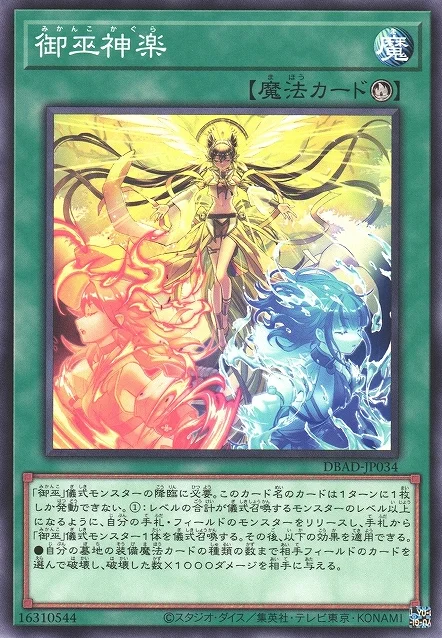 みかんこかぐら
御巫神楽
魔
まほう
【魔法カード】
DBAD-JP034
「御巫」儀式モンスターの降臨に必要。このカード名のカードは1ターンに1枚
しか発動できない。①:レベルの合計が儀式召喚するモンスターのレベル以上
になるように、自分の手札・フィールドのモンスターをリリースし、手札から
「御巫」儀式モンスター1体を儀式召喚する。その後、以下の効果を適用できる。
●自分の墓地の装備魔法カードの種類の数まで相手フィールドのカードを
選んで破壊し、破壊した数×1000ダメージを相手に与える。
16310544
©スタジオ・ダイス/集英社・テレビ東京・KONAMI